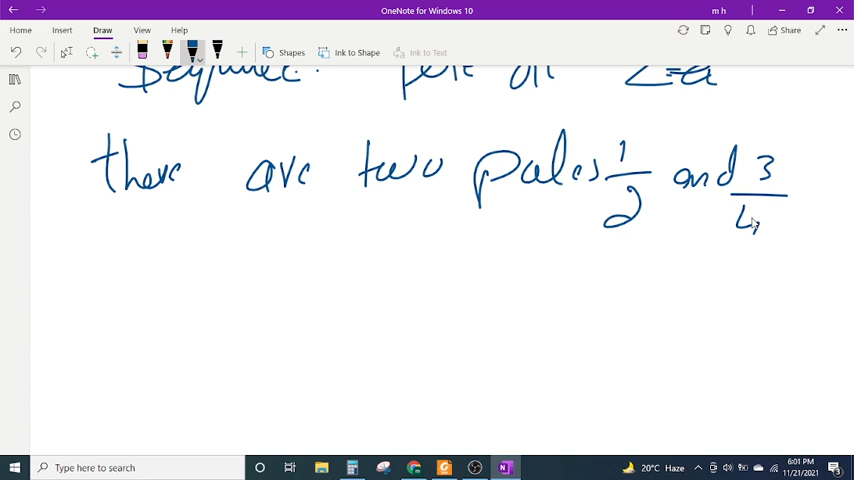 OneNote for Windows 10
m h
Home Insert Draw View Help
Share
Shapes Ink to Shape Ink to Text
pole
z=a
there are two poles 1/2 and 3/4
Type here to search
20°C Haze
6:01 PM
11/21/2021
3